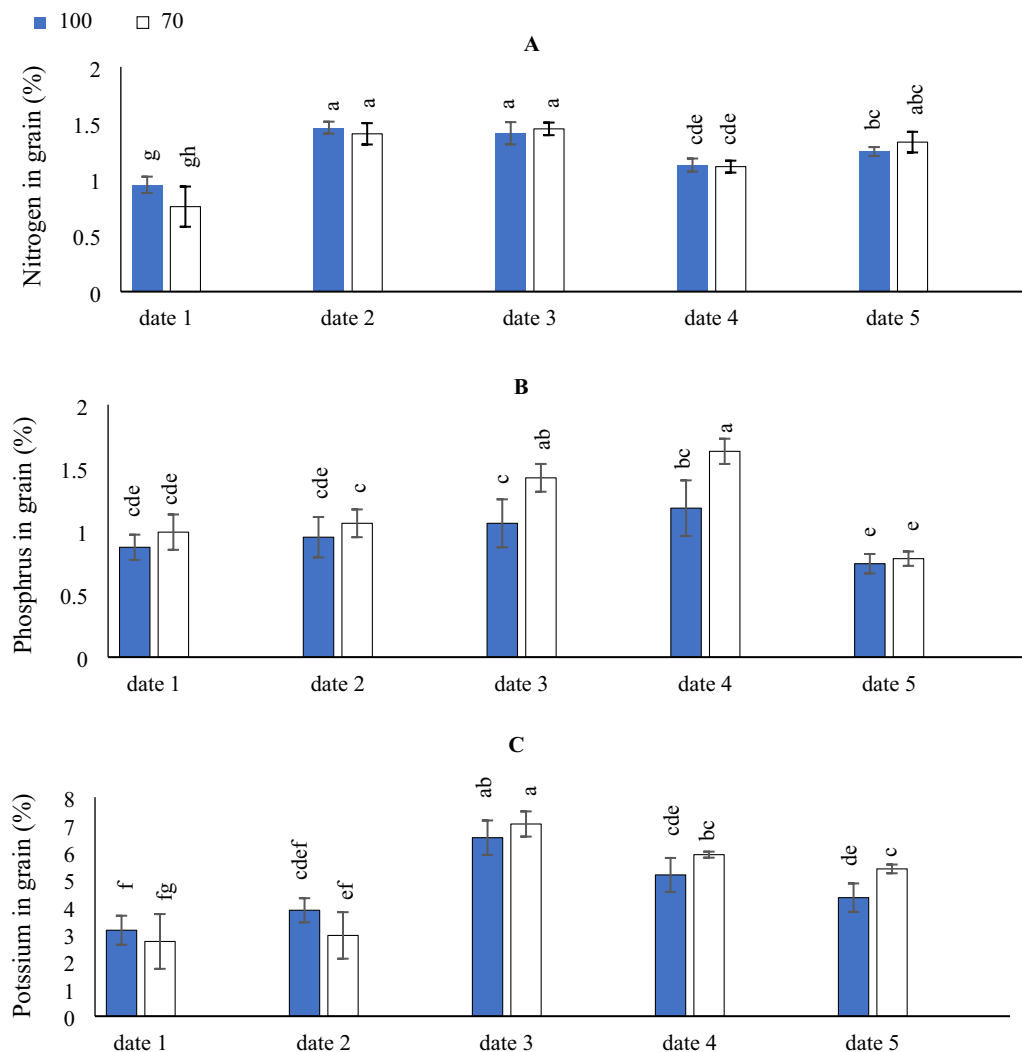 100 70
A
Nitrogen in grain (%)
2
1.5
1
0.5
0
g gh a a a a cde cde bc abc
date 1 date 2 date 3 date 4 date 5
B
Phosphrus in grain (%)
2
1.5
1
0.5
0
cde cde cde c c ab bc a e e
date 1 date 2 date 3 date 4 date 5
C
Potssium in grain (%)
8
7
6
5
4
3
2
1
0
f fg cdef ef ab a cde bc de c
date 1 date 2 date 3 date 4 date 5